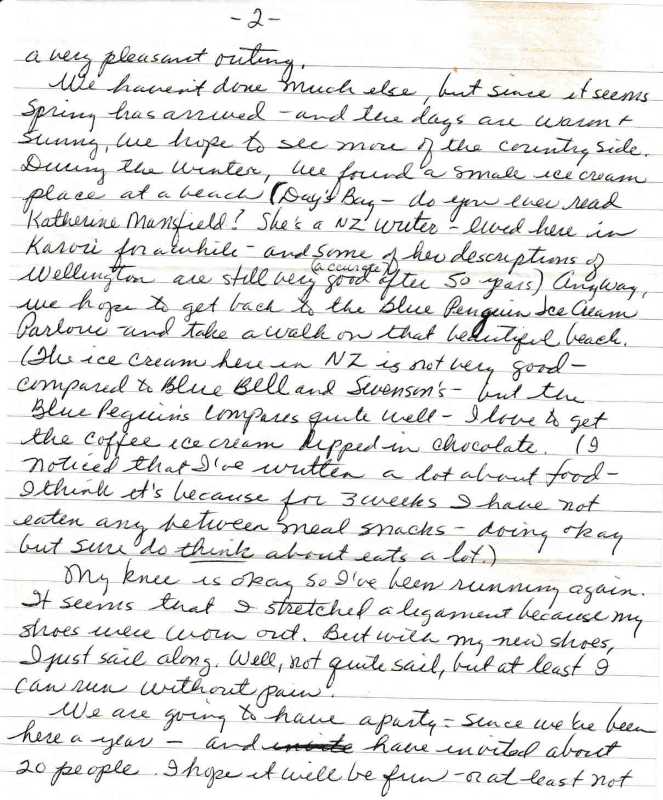 -2-
a very pleasant outing.
We haven't done much else, but since it seems
Spring has arrived - and the days are warm +
sunny, we hope to see more of the countryside.
During the winter, we found a small ice cream
place at a beach (Day's Bay - do you ever read
Katherine Mansfield? She's a NZ writer - lived here in
Karori for awhile - and some of her descriptions of
(accurate)
Wellington are still very good after 50 years) Anyway,
we hope to get back to the Blue Penguin Ice Cream
Parlour and take a walk on that beautiful beach.
(The ice cream here in NZ is not very good -
compared to Blue Bell and Swenson's - but the
Blue Peguin's compares quite well - I love to get
the coffee ice cream dipped in chocolate. (I
noticed that I've written a lot about food -
I think it's because for 3 weeks I have not
eaten any between meal snacks - doing okay
but sure do think about eats a lot.)
My knee is okay so I've been running again.
It seems that I stretched a ligament because my
shoes were worn out. But with my new shoes,
I just sail along. Well, not quite sail, but at least I
can run without pain.
We are going to have a party - since we've been
here a year - and invite have invited about
20 people. I hope it will be fun - or at least not